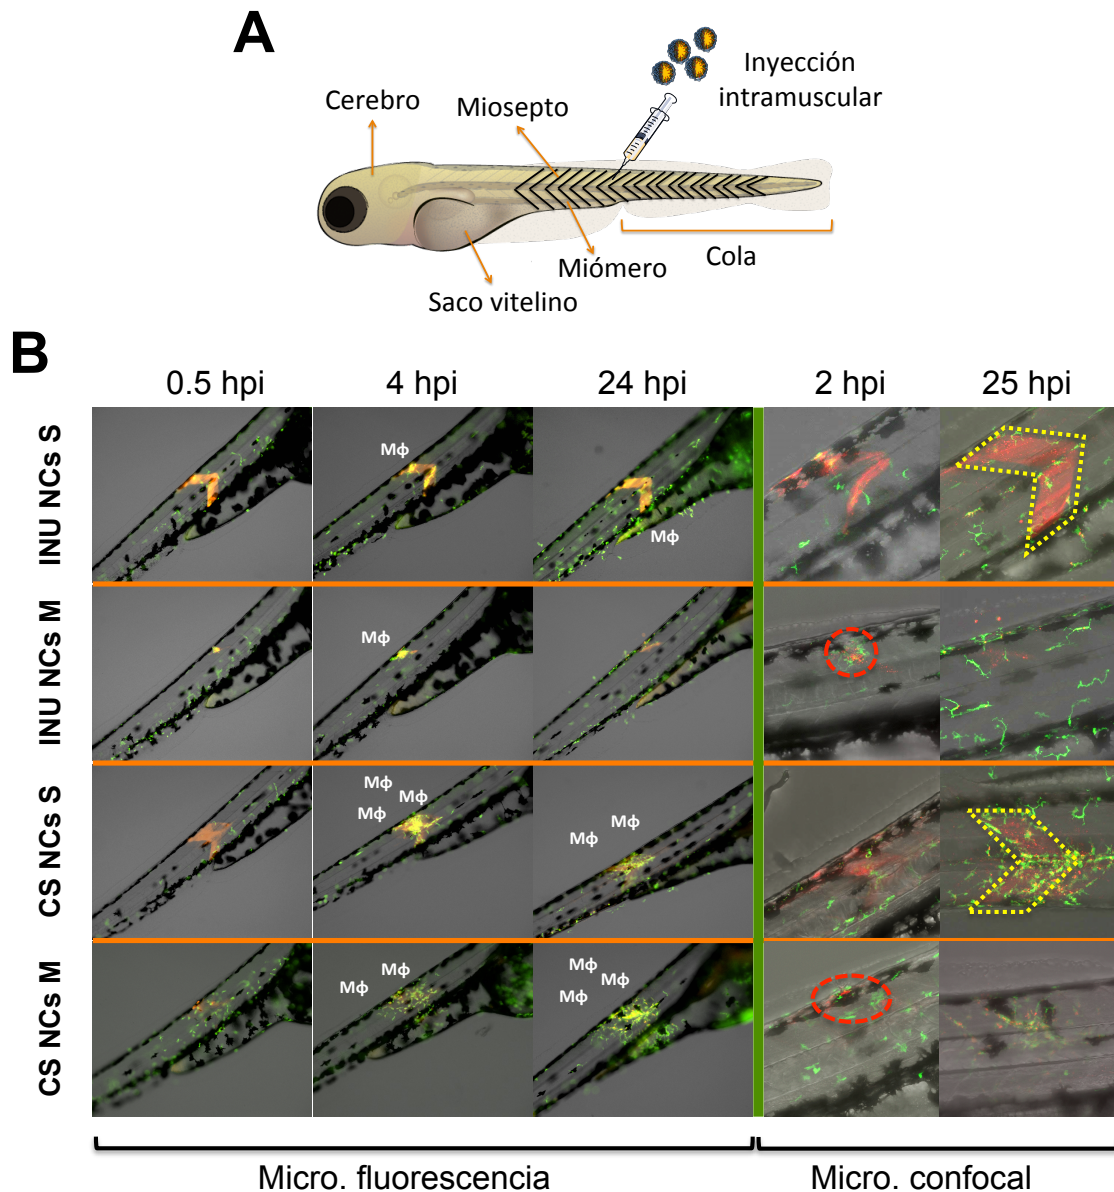 A
Cerebro
Miosepto
Inyección
intramuscular
Miómero
Cola
Saco vitelino
B
0.5 hpi
4 hpi
24 hpi
2 hpi
25 hpi
INU NCs S
Mϕ
Mϕ
INU NCs M
Mϕ
CS NCs S
Mϕ
Mϕ
Mϕ
Mϕ
Mϕ
CS NCs M
Mϕ
Mϕ
Mϕ
Mϕ
Mϕ
Micro. fluorescencia
Micro. confocal